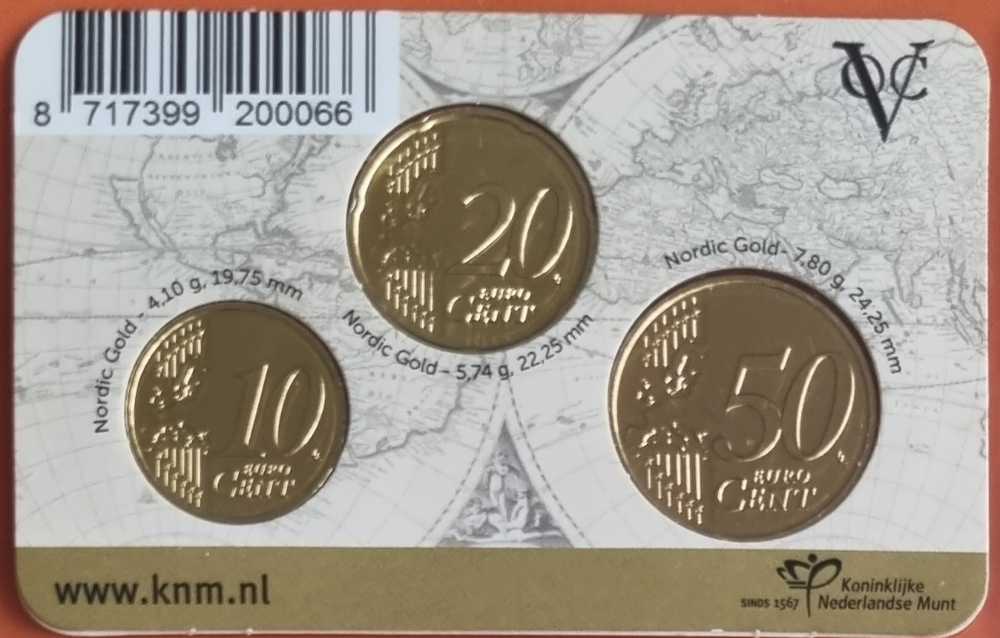 8 717399 200066
VOC
20
EURO
CENT
Nordic Gold - 5,74 g, 22,25 mm
Nordic Gold - 4,10 g, 19,75 mm
10
EURO
CENT
Nordic Gold - 7,80 g, 24,25 mm
50
EURO
CENT
www.knm.nl
SINDS 1567
Koninklijke
Nederlandse Munt